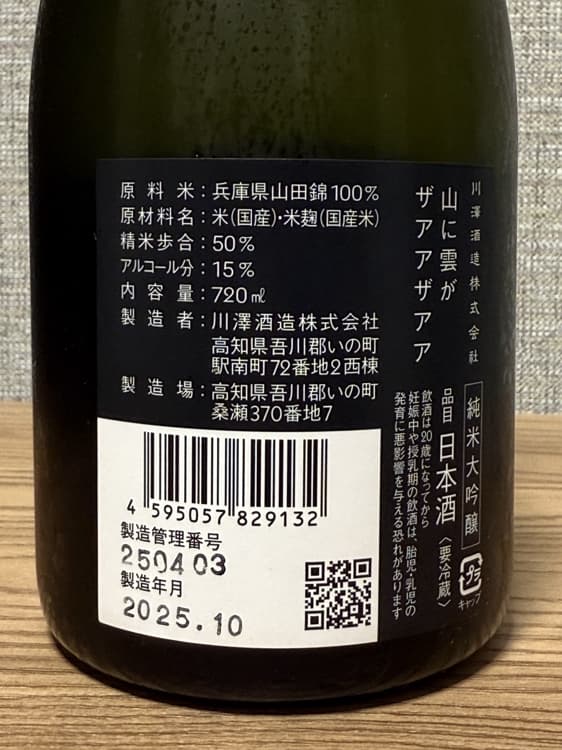 原料米：兵庫県山田錦100%
原材料名：米(国産)・米麹(国産米)
精米歩合：50%
アルコール分：15%
内容量：720㎖
製造者：川澤酒造株式会社
高知県吾川郡いの町
駅南町72番地2西棟
製造場：高知県吾川郡いの町
桑瀬370番地7
4 595057 829132
製造管理番号
250403
製造年月
2025.10
川澤酒造株式会社
山に雲が
ザアアザアア
純米大吟醸
品目 日本酒 〈要冷蔵〉
飲酒は20歳になってから
妊娠中や授乳期の飲酒は、胎児・乳児の
発育に悪影響を与える恐れがあります
プラ
キャップ